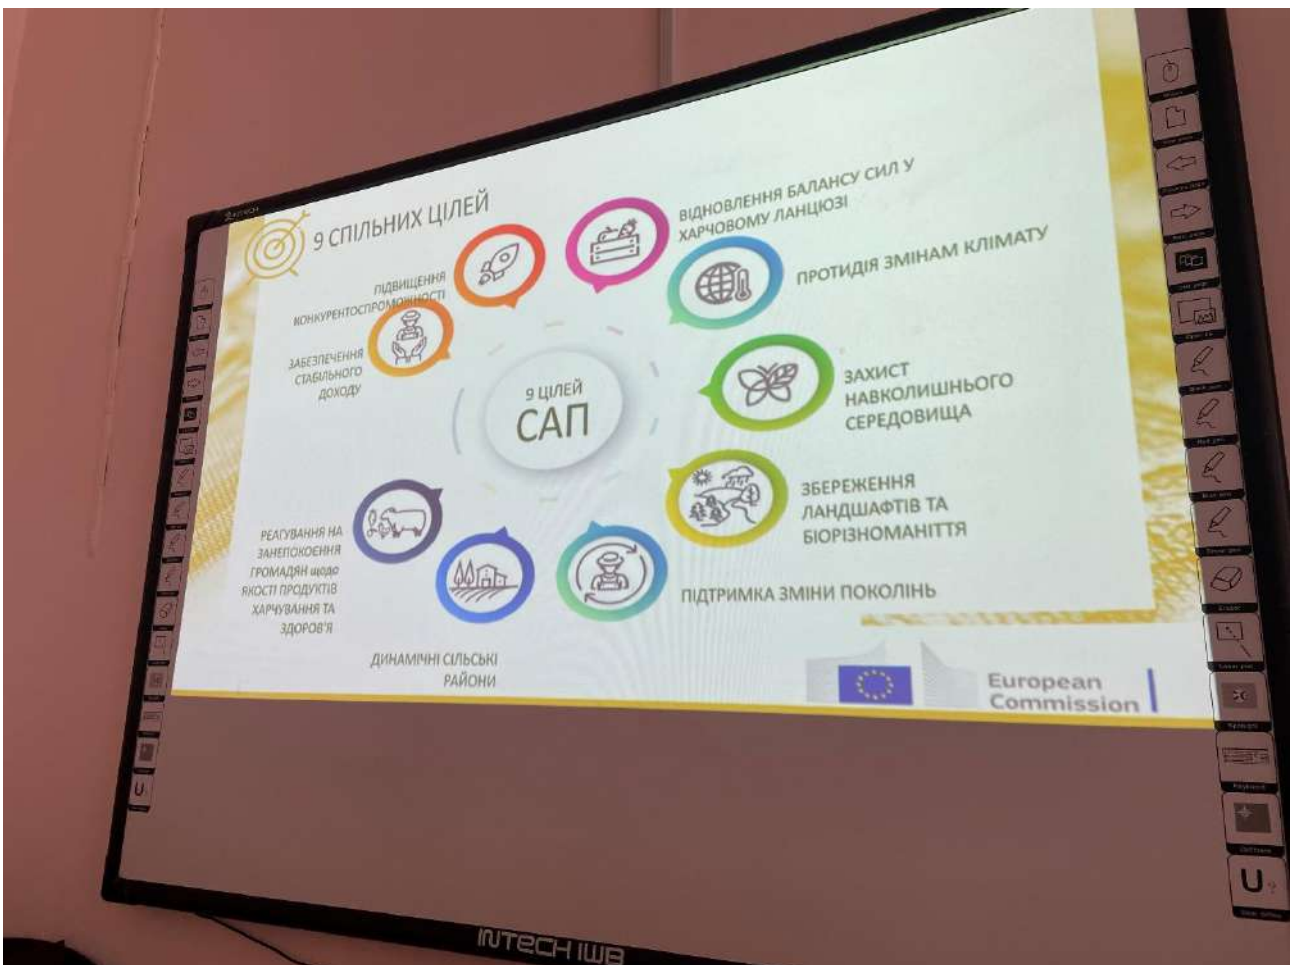 9 СПІЛЬНИХ ЦІЛЕЙ
ПІДВИЩЕННЯ
КОНКУРЕНТОСПРОМОЖНОСТІ
ЗАБЕЗПЕЧЕННЯ
СТАБІЛЬНОГО
ДОХОДУ
ВІДНОВЛЕННЯ БАЛАНСУ СИЛ У
ХАРЧОВОМУ ЛАНЦЮЗІ
ПРОТИДІЯ ЗМІНАМ КЛІМАТУ
9 ЦІЛЕЙ
САП
ЗАХИСТ
НАВКОЛИШНЬОГО
СЕРЕДОВИЩА
ЗБЕРЕЖЕННЯ
ЛАНДШАФТІВ ТА
БІОРІЗНОМАНІТТЯ
ПІДТРИМКА ЗМІНИ ПОКОЛІНЬ
ДИНАМІЧНІ СІЛЬСЬКІ
РАЙОНИ
РЕАГУВАННЯ НА
ЗАНЕПОКОЄННЯ
ГРОМАДЯН щодо
ЯКОСТІ ПРОДУКТІВ
ХАРЧУВАННЯ ТА
ЗДОРОВ'Я
European
Commission
INTECH IWB